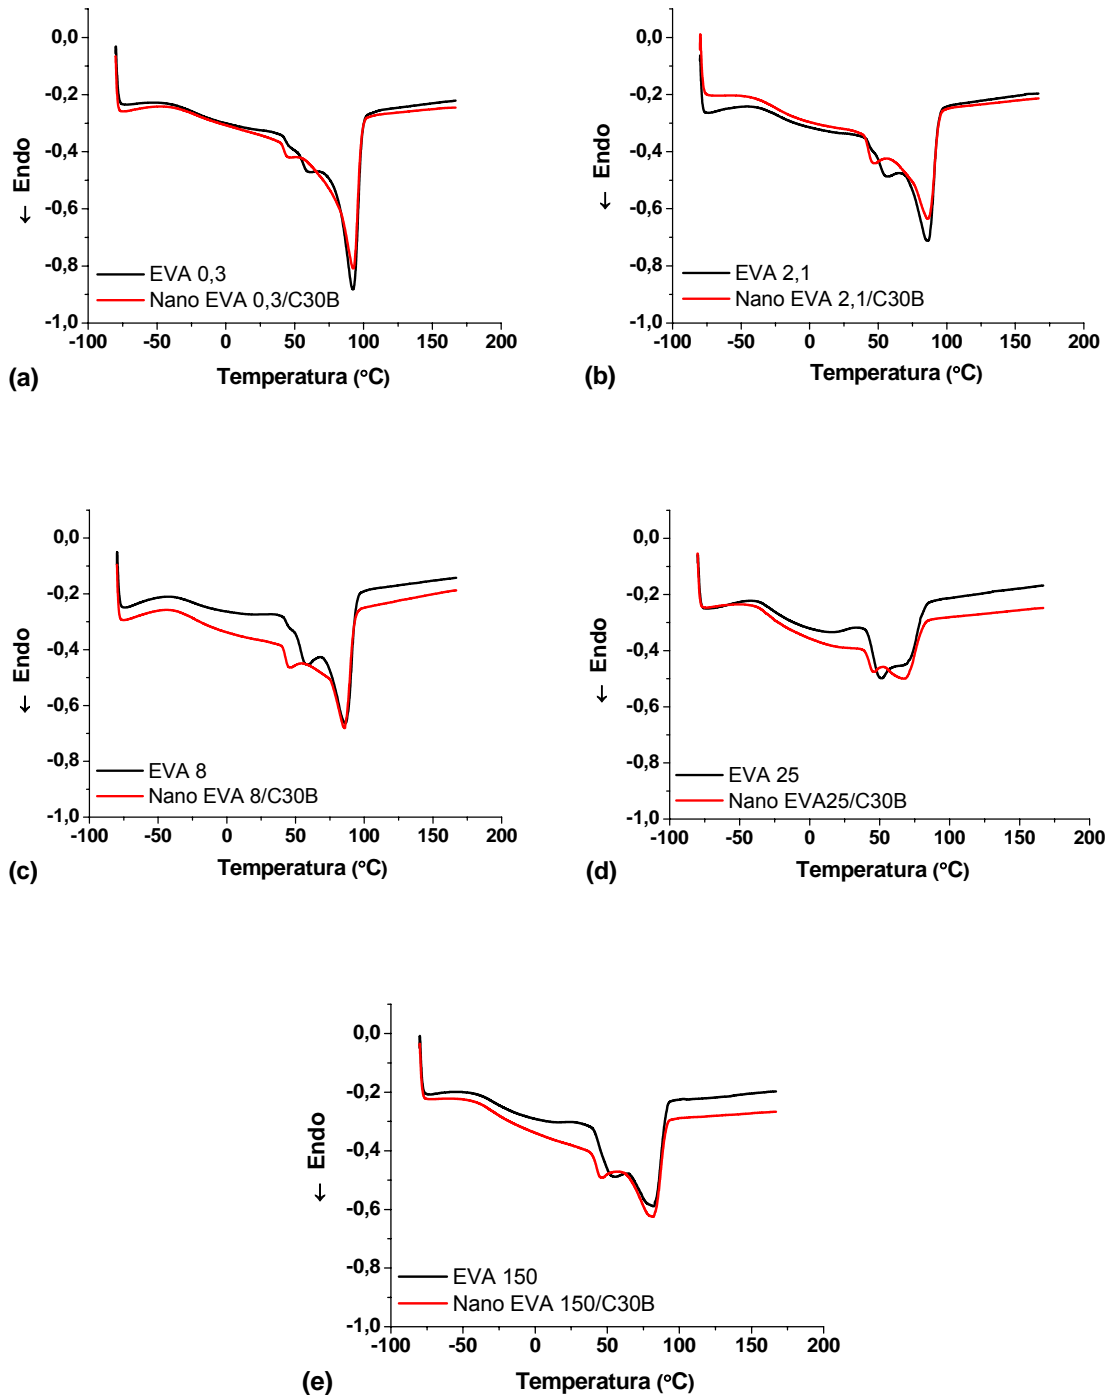 0,0
-0,2
-0,4
-0,6
-0,8
-1,0
← Endo
EVA 0,3
Nano EVA 0,3/C30B
-100 -50 0 50 100 150 200
(a)
Temperatura (°C)
0,0
-0,2
-0,4
-0,6
-0,8
-1,0
← Endo
EVA 2,1
Nano EVA 2,1/C30B
-100 -50 0 50 100 150 200
(b)
Temperatura (°C)
0,0
-0,2
-0,4
-0,6
-0,8
-1,0
← Endo
EVA 8
Nano EVA 8/C30B
-100 -50 0 50 100 150 200
(c)
Temperatura (°C)
0,0
-0,2
-0,4
-0,6
-0,8
-1,0
← Endo
EVA 25
Nano EVA25/C30B
-100 -50 0 50 100 150 200
(d)
Temperatura (°C)
0,0
-0,2
-0,4
-0,6
-0,8
-1,0
← Endo
EVA 150
Nano EVA 150/C30B
-100 -50 0 50 100 150 200
(e)
Temperatura (°C)